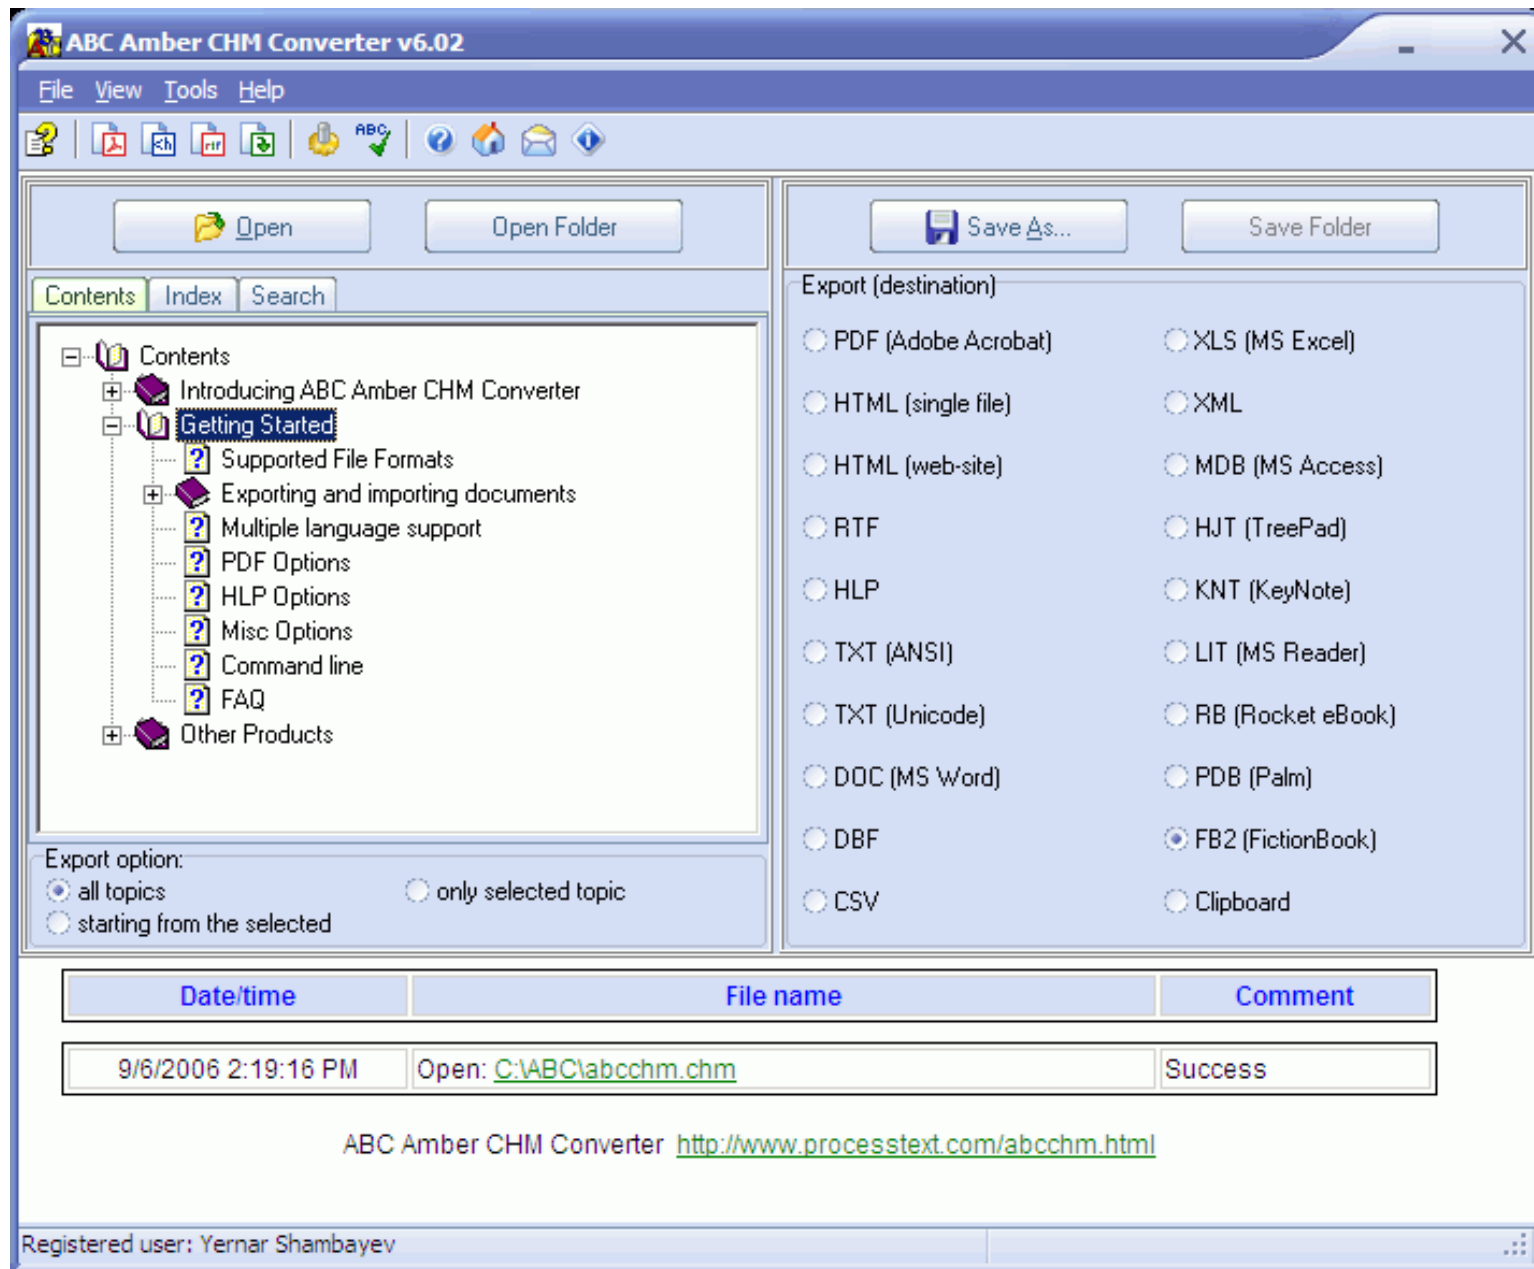 ABC Amber CHM Converter v6.02
File View Tools Help
Open Open Folder Save As... Save Folder
Contents Index Search
Contents
Introducing ABC Amber CHM Converter
Getting Started
Supported File Formats
Exporting and importing documents
Multiple language support
PDF Options
HLP Options
Misc Options
Command line
FAQ
Other Products
Export option:
all topics only selected topic
starting from the selected
Export (destination)
PDF (Adobe Acrobat) XLS (MS Excel)
HTML (single file) XML
HTML (web-site) MDB (MS Access)
RTF HJT (TreePad)
HLP KNT (KeyNote)
TXT (ANSI) LIT (MS Reader)
TXT (Unicode) RB (Rocket eBook)
DOC (MS Word) PDB (Palm)
DBF FB2 (FictionBook)
CSV Clipboard
Date/time File name Comment
9/6/2006 2:19:16 PM Open: C:\ABC\abcchm.chm Success
ABC Amber CHM Converter http://www.processtext.com/abcchm.html
Registered user: Yernar Shambayev